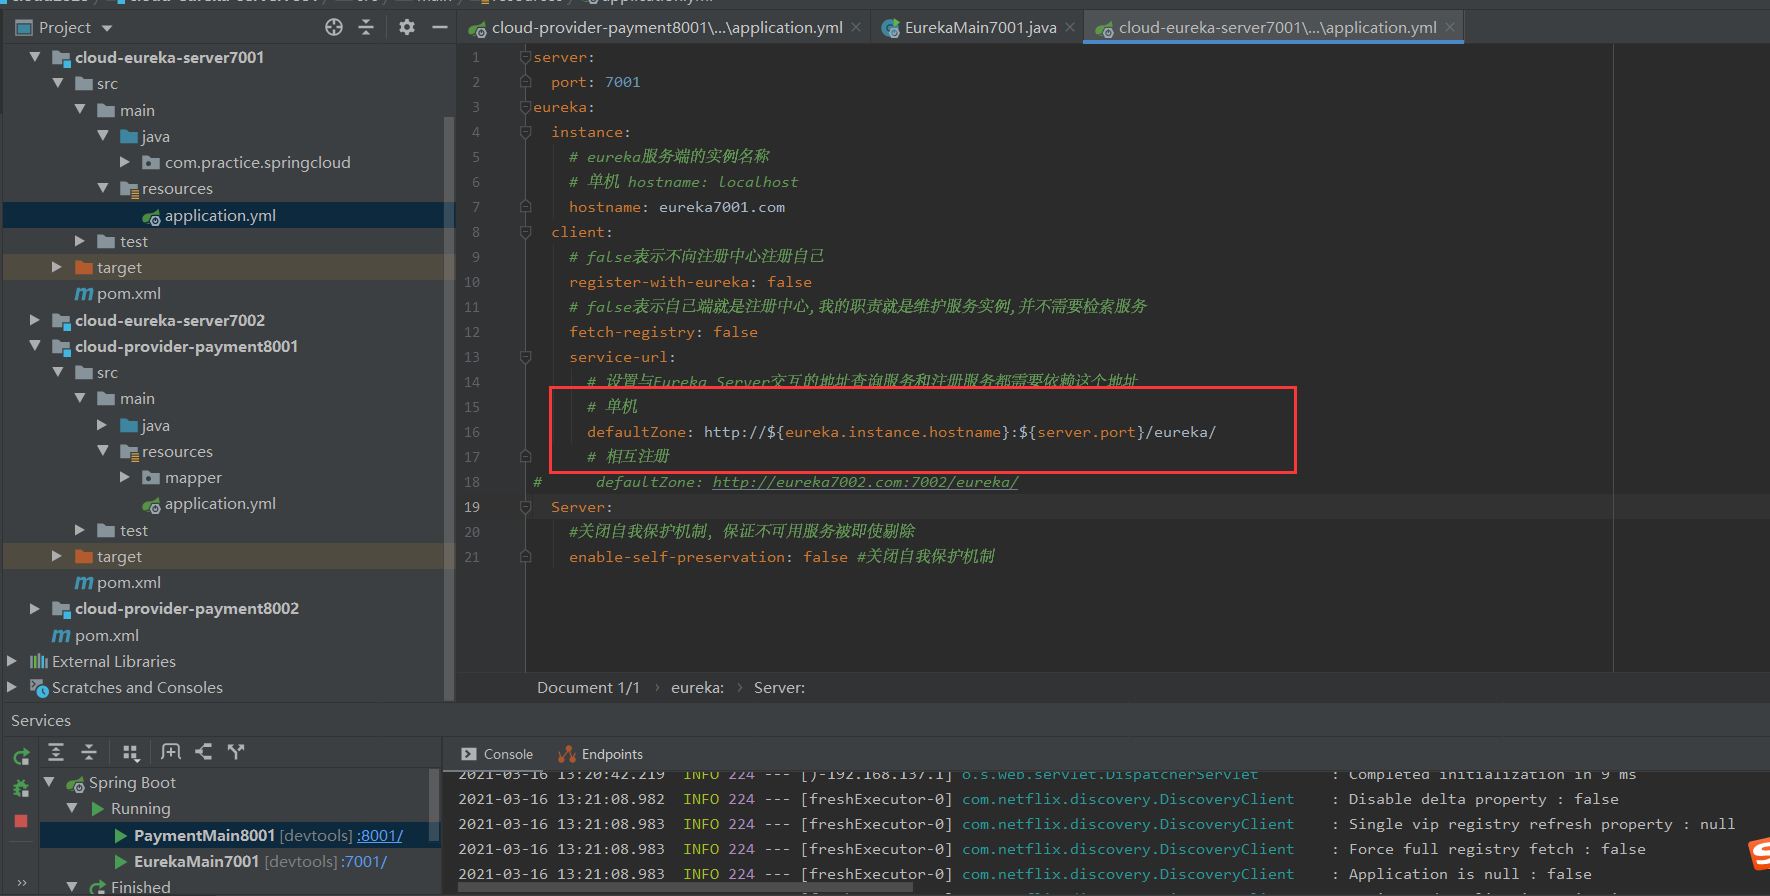 Project
cloud-provider-payment8001\...\application.yml
EurekaMain7001.java
cloud-eureka-server7001\...\application.yml
cloud-eureka-server7001
src
main
java
com.practice.springcloud
resources
application.yml
test
target
pom.xml
cloud-eureka-server7002
cloud-provider-payment8001
src
main
java
resources
mapper
application.yml
test
target
pom.xml
cloud-provider-payment8002
pom.xml
External Libraries
Scratches and Consoles
1 server:
2 port: 7001
3 eureka:
4 instance:
5 # eureka服务端的实例名称
6 # 单机 hostname: localhost
7 hostname: eureka7001.com
8 client:
9 # false表示不向注册中心注册自己
10 register-with-eureka: false
11 # false表示自己端就是注册中心,我的职责就是维护服务实例,并不需要检索服务
12 fetch-registry: false
13 service-url:
14 # 设置与Eureka Server交互的地址查询服务和注册服务都需要依赖这个地址
15 # 单机
16 defaultZone: http://${eureka.instance.hostname}:${server.port}/eureka/
17 # 相互注册
18 # defaultZone: http://eureka7002.com:7002/eureka/
19 Server:
20 #关闭自我保护机制，保证不可用服务被即使剔除
21 enable-self-preservation: false #关闭自我保护机制
Document 1/1 › eureka: › Server:
Services
Spring Boot
Running
PaymentMain8001 [devtools] :8001/
EurekaMain7001 [devtools] :7001/
Finished
Console
Endpoints
2021-03-16 13:20:42.219 INFO 224 --- [)-192.168.137.1] o.s.web.servlet.DispatcherServlet : Completed initialization in 9 ms
2021-03-16 13:21:08.982 INFO 224 --- [freshExecutor-0] com.netflix.discovery.DiscoveryClient : Disable delta property : false
2021-03-16 13:21:08.983 INFO 224 --- [freshExecutor-0] com.netflix.discovery.DiscoveryClient : Single vip registry refresh property : null
2021-03-16 13:21:08.983 INFO 224 --- [freshExecutor-0] com.netflix.discovery.DiscoveryClient : Force full registry fetch : false
2021-03-16 13:21:08.983 INFO 224 --- [freshExecutor-0] com.netflix.discovery.DiscoveryClient : Application is null : false